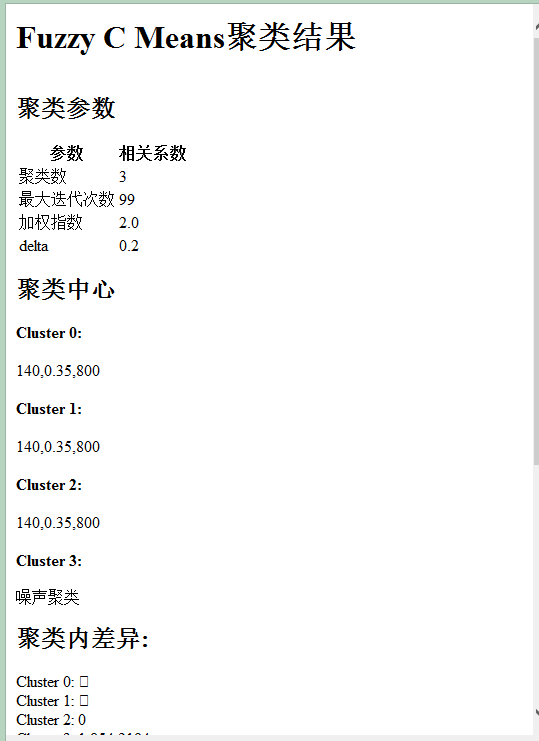 Fuzzy C Means聚类结果
聚类参数
参数 相关系数
聚类数 3
最大迭代次数 99
加权指数 2.0
delta 0.2
聚类中心
Cluster 0:
140,0.35,800
Cluster 1:
140,0.35,800
Cluster 2:
140,0.35,800
Cluster 3:
噪声聚类
聚类内差异:
Cluster 0: □
Cluster 1: □
Cluster 2: 0